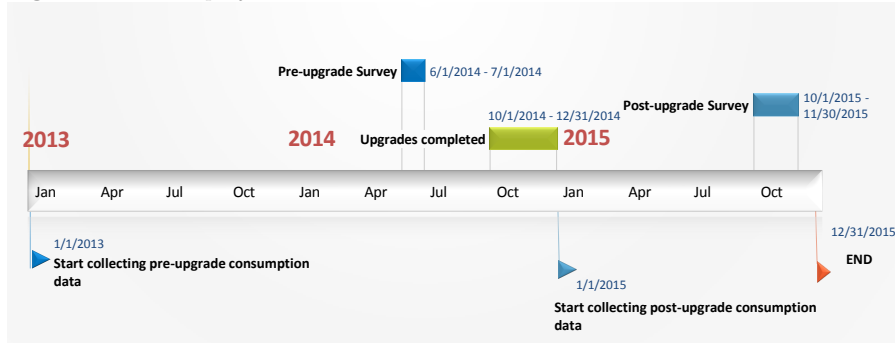 Pre-upgrade Survey 6/1/2014 - 7/1/2014
Post-upgrade Survey 10/1/2015 -
11/30/2015
10/1/2014 - 12/31/2014
2013 2014 Upgrades completed 2015
Jan Apr Jul Oct Jan Apr Jul Oct Jan Apr Jul Oct
1/1/2013
Start collecting pre-upgrade consumption
data
12/31/2015
END
1/1/2015
Start collecting post-upgrade consumption
data